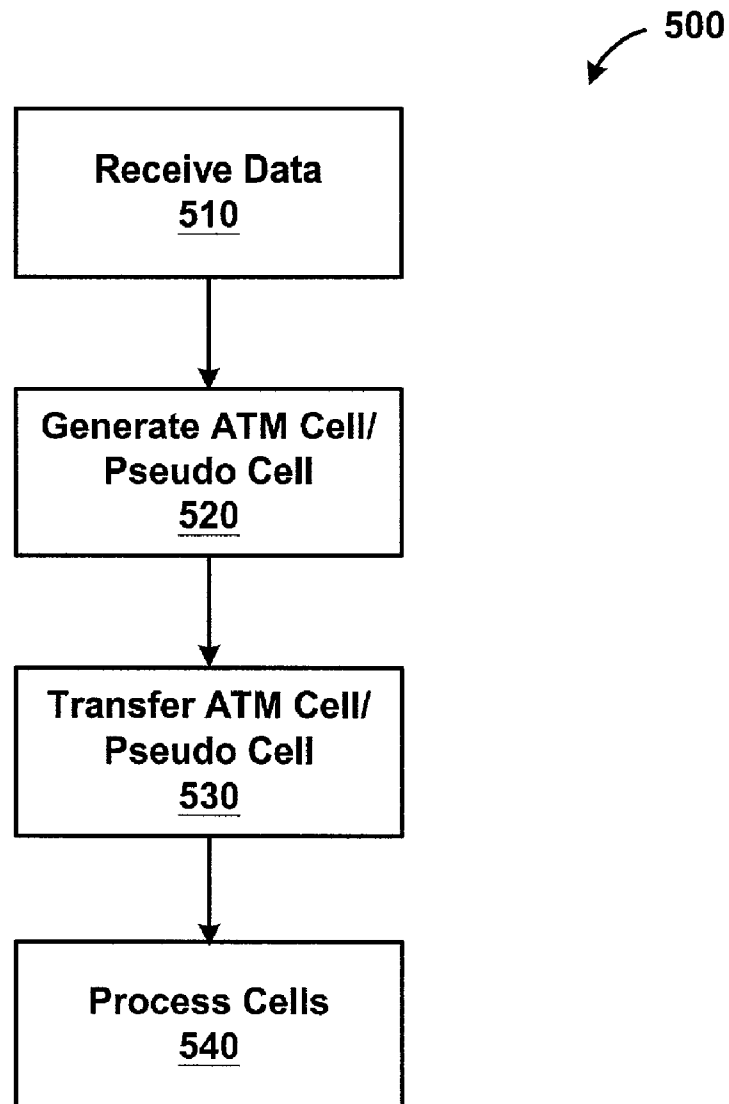 500
Receive Data
510
Generate ATM Cell/
Pseudo Cell
520
Transfer ATM Cell/
Pseudo Cell
530
Process Cells
540